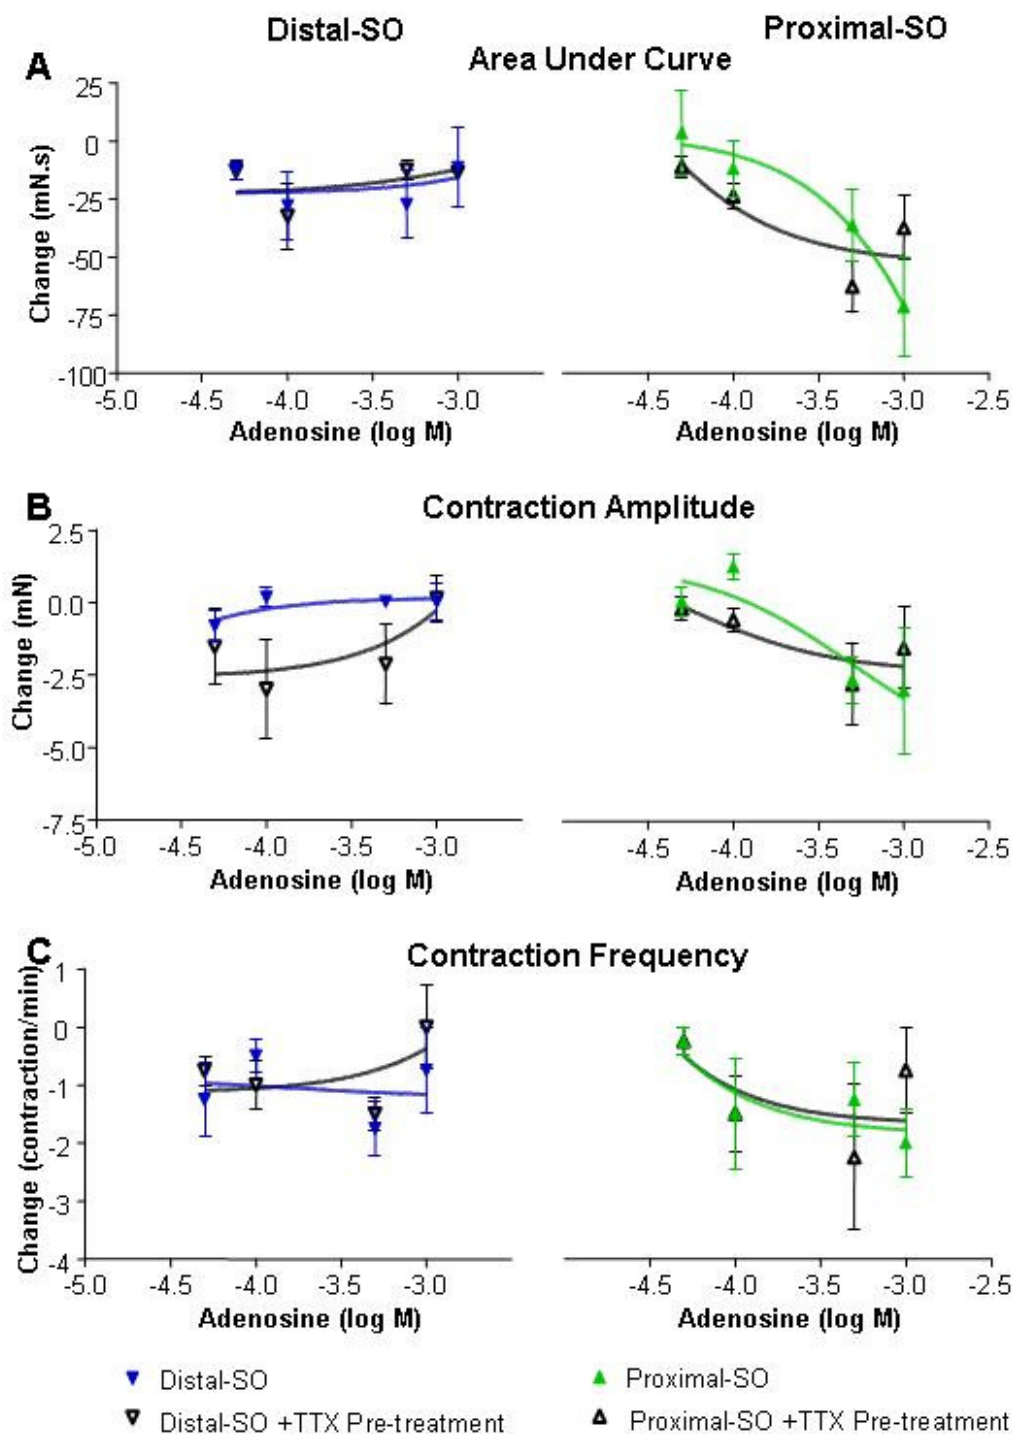 Distal-SO
Proximal-SO
A
Area Under Curve
Change (mN.s)
25
0
-25
-50
-75
-100
-5.0 -4.5 -4.0 -3.5 -3.0
-4.5 -4.0 -3.5 -3.0 -2.5
Adenosine (log M)
Adenosine (log M)
B
Contraction Amplitude
Change (mN)
2.5
0.0
-2.5
-5.0
-7.5
-5.0 -4.5 -4.0 -3.5 -3.0
-4.5 -4.0 -3.5 -3.0 -2.5
Adenosine (log M)
Adenosine (log M)
C
Contraction Frequency
Change (contraction/min)
1
0
-1
-2
-3
-4
-5.0 -4.5 -4.0 -3.5 -3.0
-4.5 -4.0 -3.5 -3.0 -2.5
Adenosine (log M)
Adenosine (log M)
Distal-SO
Proximal-SO
Distal-SO +TTX Pre-treatment
Proximal-SO +TTX Pre-treatment